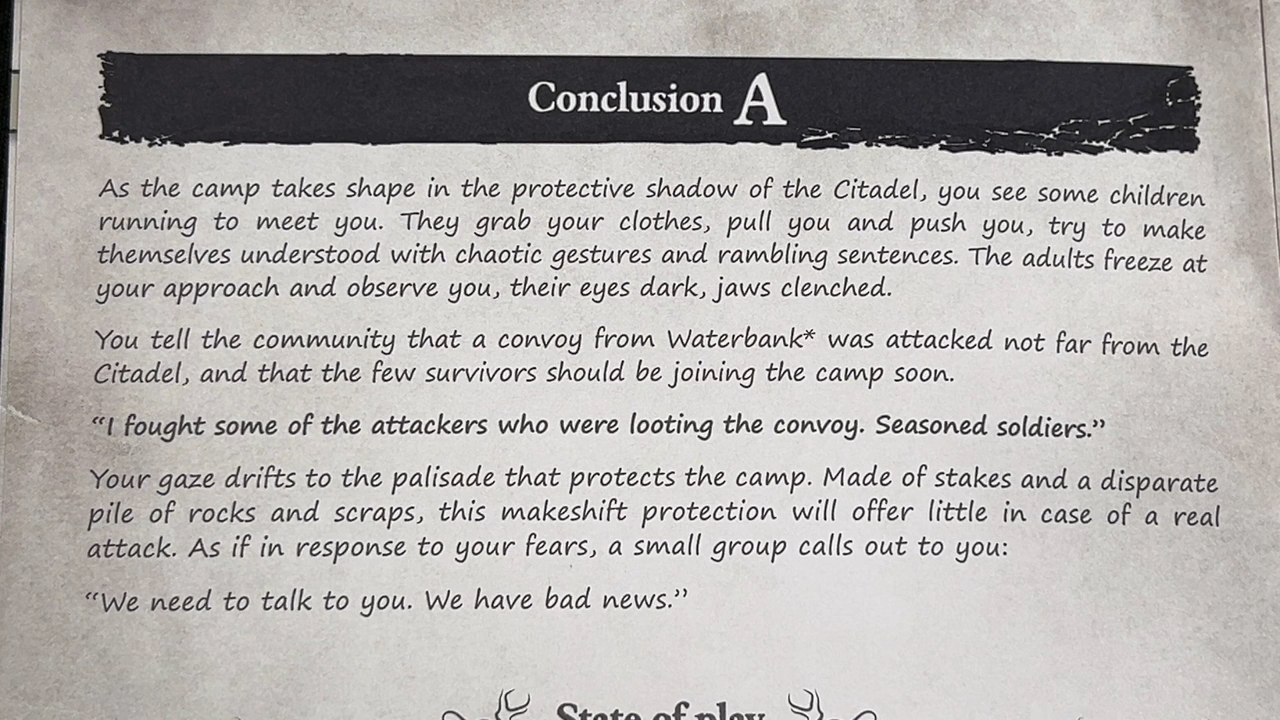 Conclusion A
As the camp takes shape in the protective shadow of the Citadel, you see some children
running to meet you. They grab your clothes, pull you and push you, try to make
themselves understood with chaotic gestures and rambling sentences. The adults freeze at
your approach and observe you, their eyes dark, jaws clenched.
You tell the community that a convoy from Waterbank* was attacked not far from the
Citadel, and that the few survivors should be joining the camp soon.
“I fought some of the attackers who were looting the convoy. Seasoned soldiers.”
Your gaze drifts to the palisade that protects the camp. Made of stakes and a disparate
pile of rocks and scraps, this makeshift protection will offer little in case of a real
attack. As if in response to your fears, a small group calls out to you:
“We need to talk to you. We have bad news.”
State of play